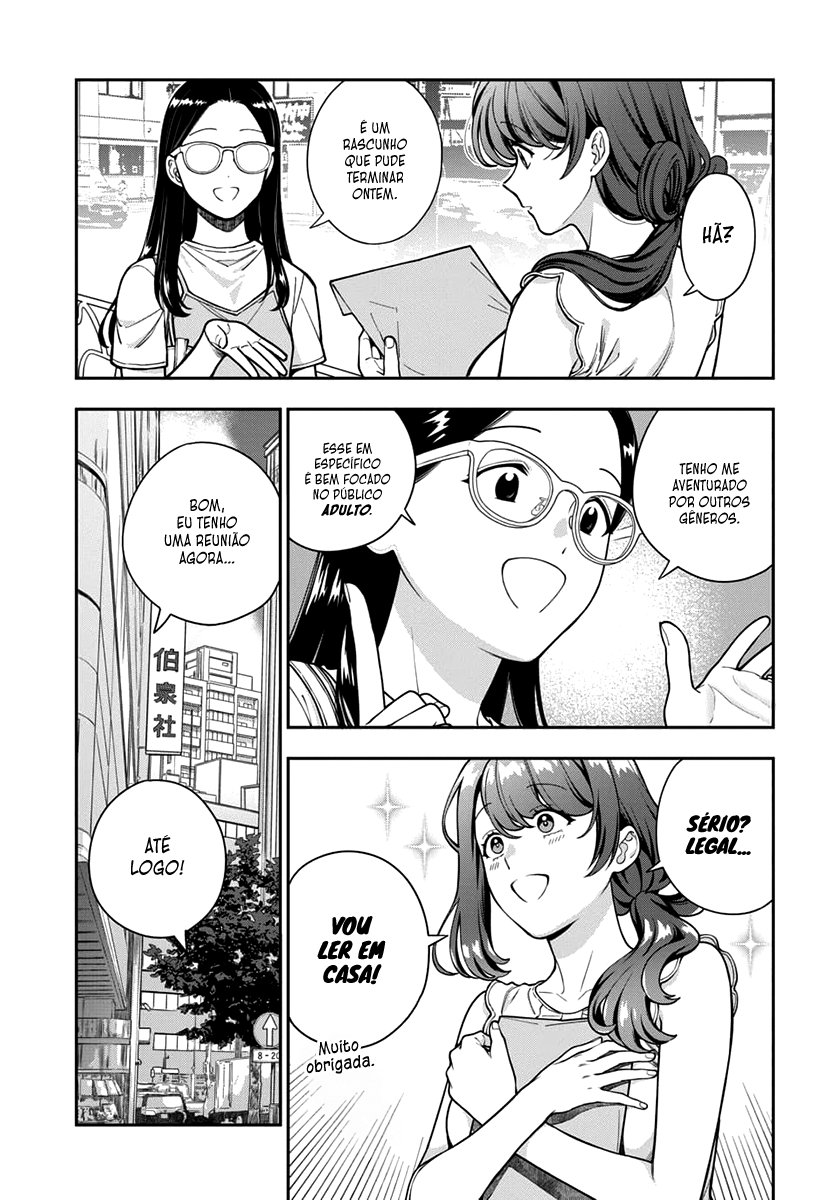 HÃ?
É UM
RASCUNHO
QUE PUDE
TERMINAR
ONTEM.
TENHO ME
AVENTURADO
POR OUTROS
GÊNEROS.
ESSE EM
ESPECÍFICO
É BEM FOCADO
NO PÚBLICO
ADULTO.
SÉRIO?
LEGAL...
VOU
LER EM
CASA!
Muito
obrigada.
BOM,
EU TENHO
UMA REUNIÃO
AGORA...
伯泉社
ATÉ
LOGO!
8-20